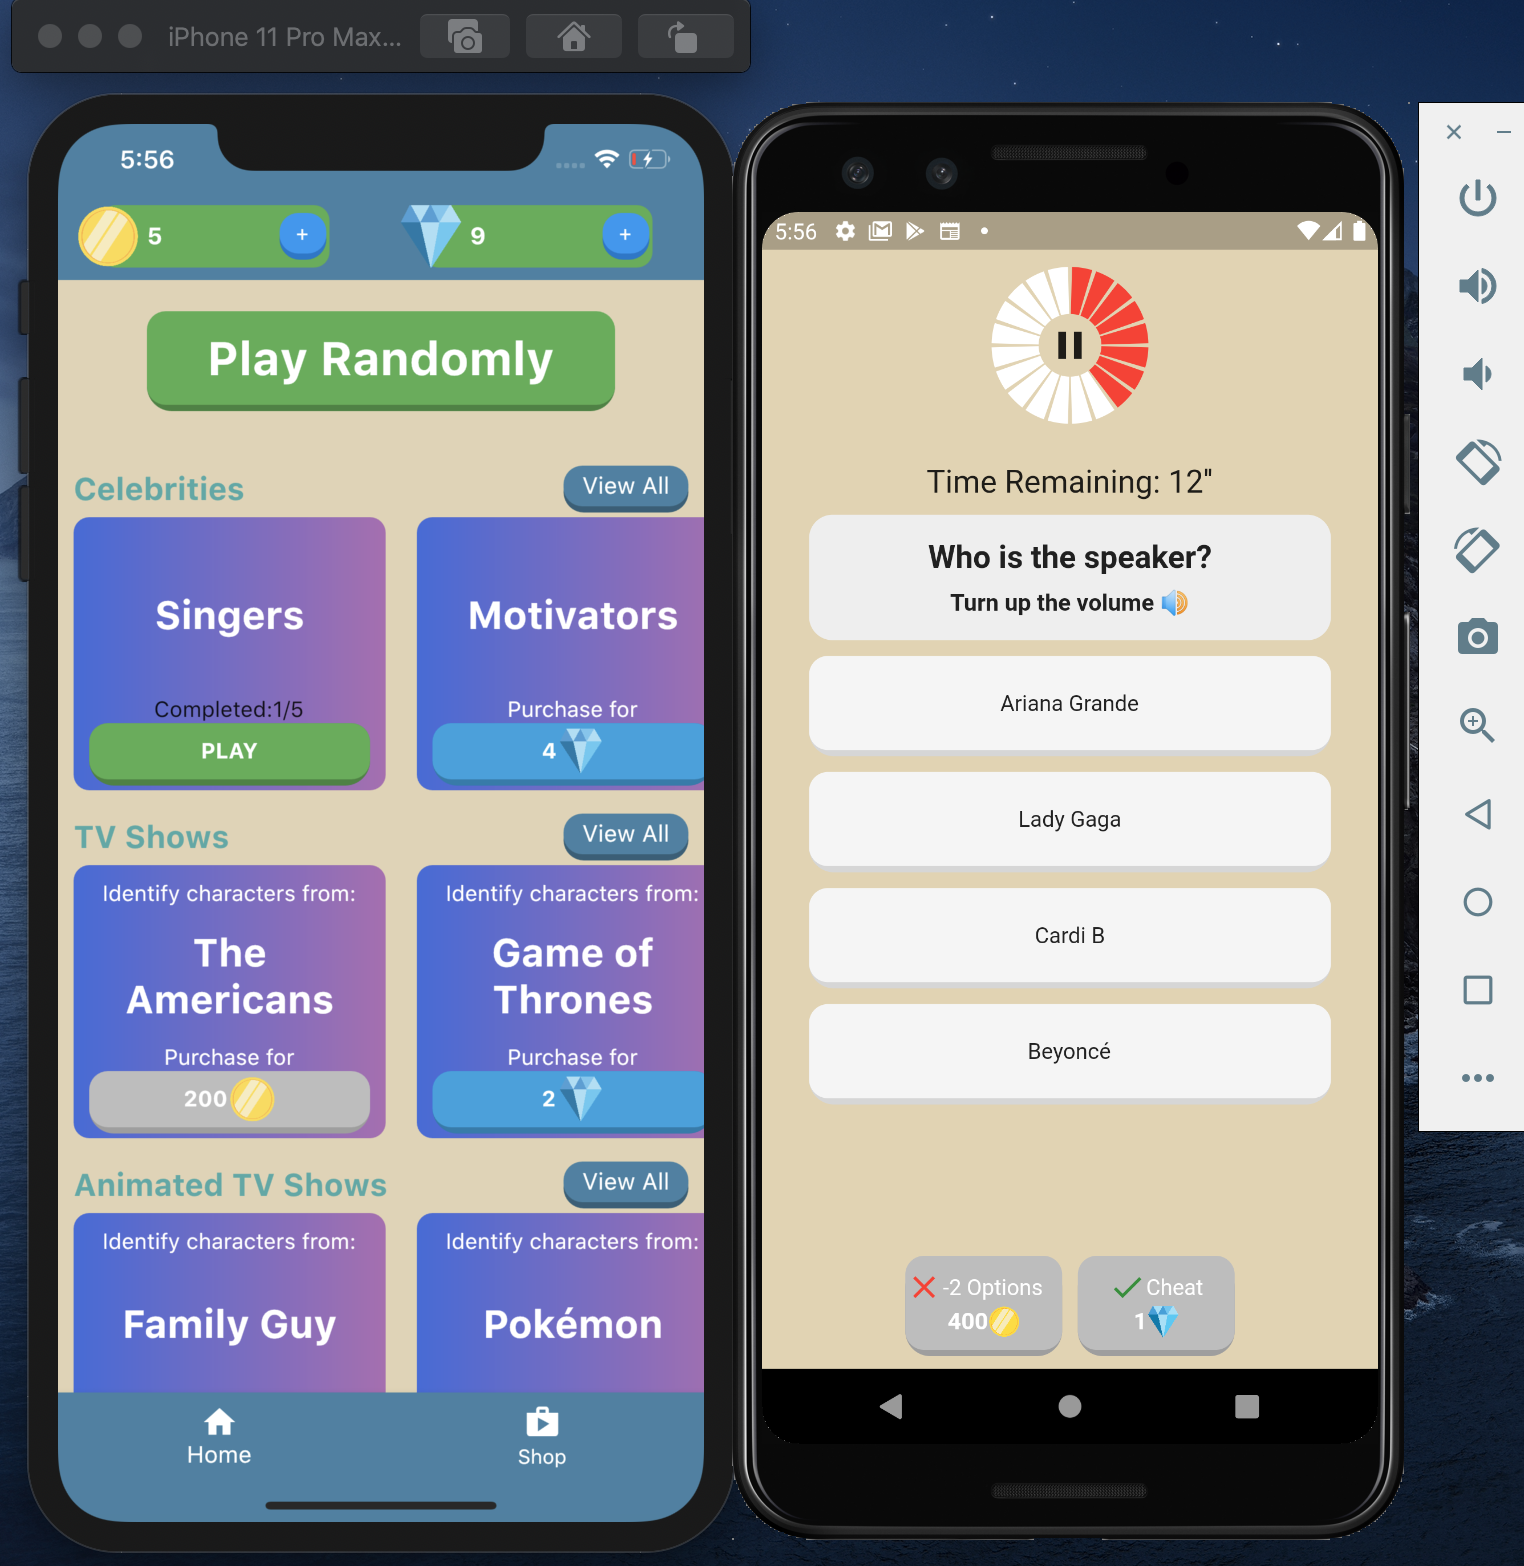 iPhone 11 Pro Max...
5:56
5
+
9
+
Play Randomly
Celebrities
View All
Singers
Completed:1/5
PLAY
Motivators
Purchase for
4
TV Shows
View All
Identify characters from:
The
Americans
Purchase for
200
Identify characters from:
Game of
Thrones
Purchase for
2
Animated TV Shows
View All
Identify characters from:
Family Guy
Identify characters from:
Pokémon
Home
Shop
5:56
Time Remaining: 12"
Who is the speaker?
Turn up the volume 🔊
Ariana Grande
Lady Gaga
Cardi B
Beyoncé
-2 Options
400
Cheat
1